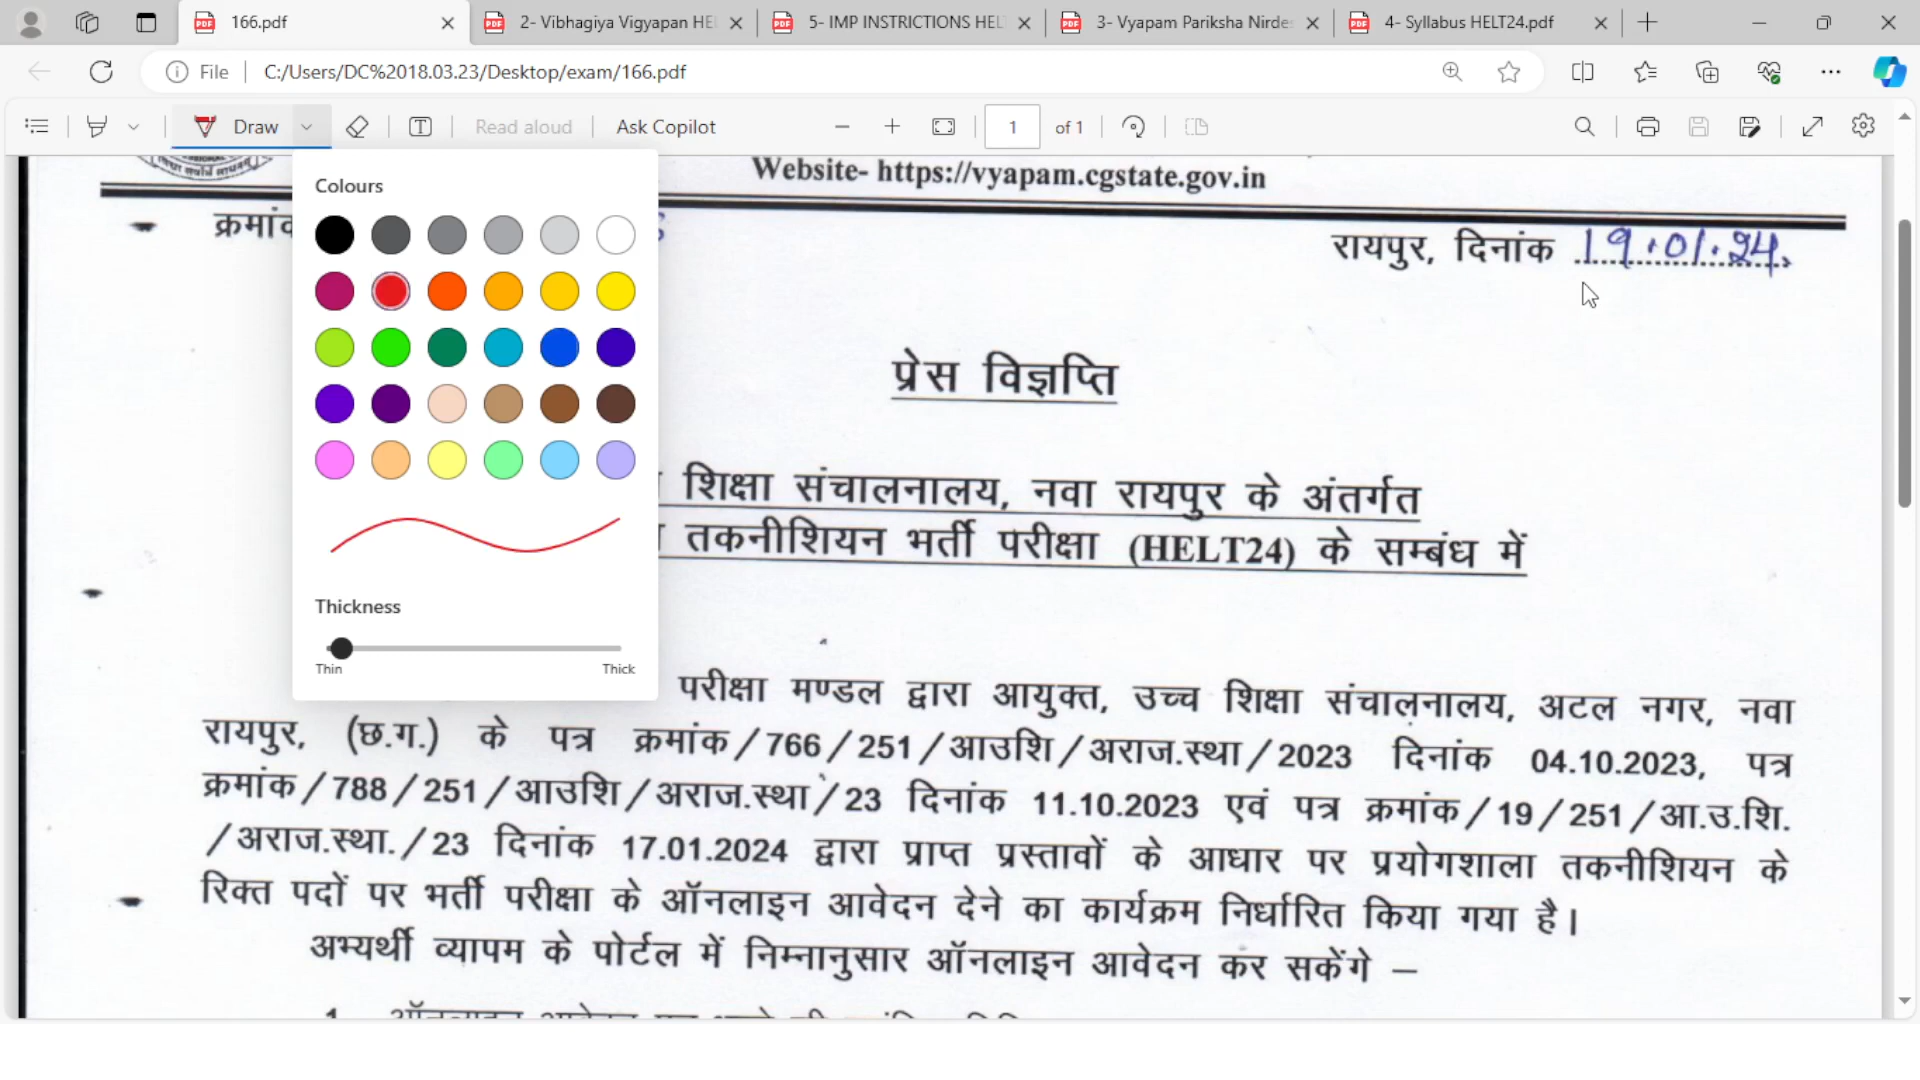 166.pdf
2- Vibhagiya Vigyapan HEL
5- IMP INSTRICTIONS HEL
3- Vyapam Pariksha Nirdes
4- Syllabus HELT24.pdf
File
C:/Users/DC%2018.03.23/Desktop/exam/166.pdf
Draw
Read aloud
Ask Copilot
1
of 1
Colours
Thickness
Thin
Thick
Website- https://vyapam.cgstate.gov.in
रायपुर, दिनांक 19.01.24.
प्रेस विज्ञप्ति
शिक्षा संचालनालय, नवा रायपुर के अंतर्गत
तकनीशियन भर्ती परीक्षा (HELT24) के सम्बंध में
परीक्षा मण्डल द्वारा आयुक्त, उच्च शिक्षा संचालनालय, अटल नगर, नवा
रायपुर, (छ.ग.) के पत्र क्रमांक/766/251/आउशि/अराज.स्था/2023 दिनांक 04.10.2023, पत्र
क्रमांक/788/251/आउशि/अराज.स्था/23 दिनांक 11.10.2023 एवं पत्र क्रमांक/19/251/आ.उ.शि.
/अराज.स्था./23 दिनांक 17.01.2024 द्वारा प्राप्त प्रस्तावों के आधार पर प्रयोगशाला तकनीशियन के
रिक्त पदों पर भर्ती परीक्षा के ऑनलाइन आवेदन देने का कार्यक्रम निर्धारित किया गया है।
अभ्यर्थी व्यापम के पोर्टल में निम्नानुसार ऑनलाइन आवेदन कर सकेंगे –